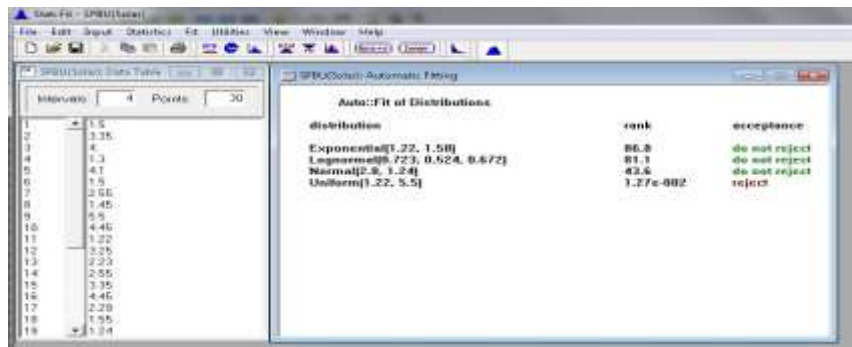 Stat::Fit - SPBU(Solar)
File Edit Input Statistics Fit Utilities View Window Help
SPBU(Solar): Data Table
Intervals 4 Points 30
1 1.5
2 3.35
3 4.
4 1.3
5 4.1
6 1.5
7
8 1.45
9 5.5
10 4.45
11 1.22
12 3.25
13 2.23
14 2.55
15 3.35
16 4.45
17 2.28
18 1.55
19 1.24
SPBU(Solar): Automatic Fitting
Auto::Fit of Distributions
distribution rank acceptance
Exponential(1.22, 1.58) 86.8 do not reject
Lognormal(0.723, 0.524, 0.672) 81.1 do not reject
Normal(2.8, 1.24) 43.6 do not reject
Uniform(1.22, 5.5) 1.27e-002 reject